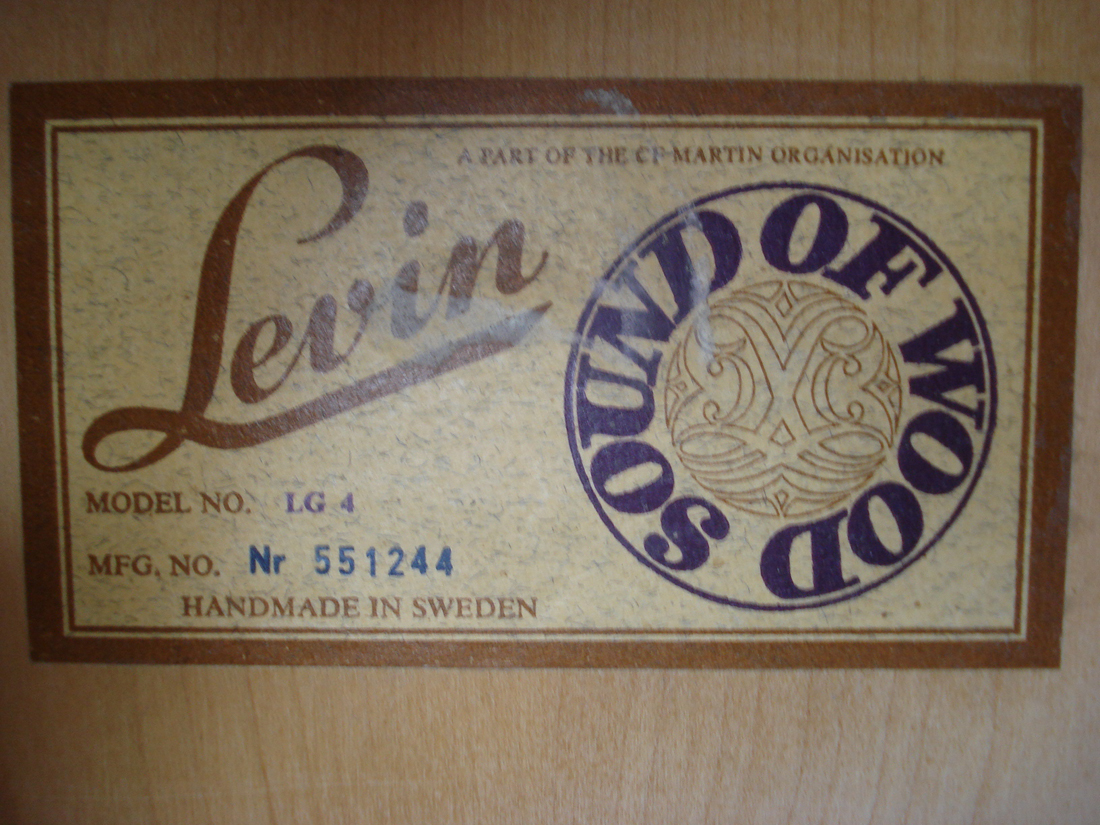 A PART OF THE CF MARTIN ORGANISATION
Levin
SOUND OF WOOD
MODEL NO. LG 4
MFG. NO. Nr 551244
HANDMADE IN SWEDEN